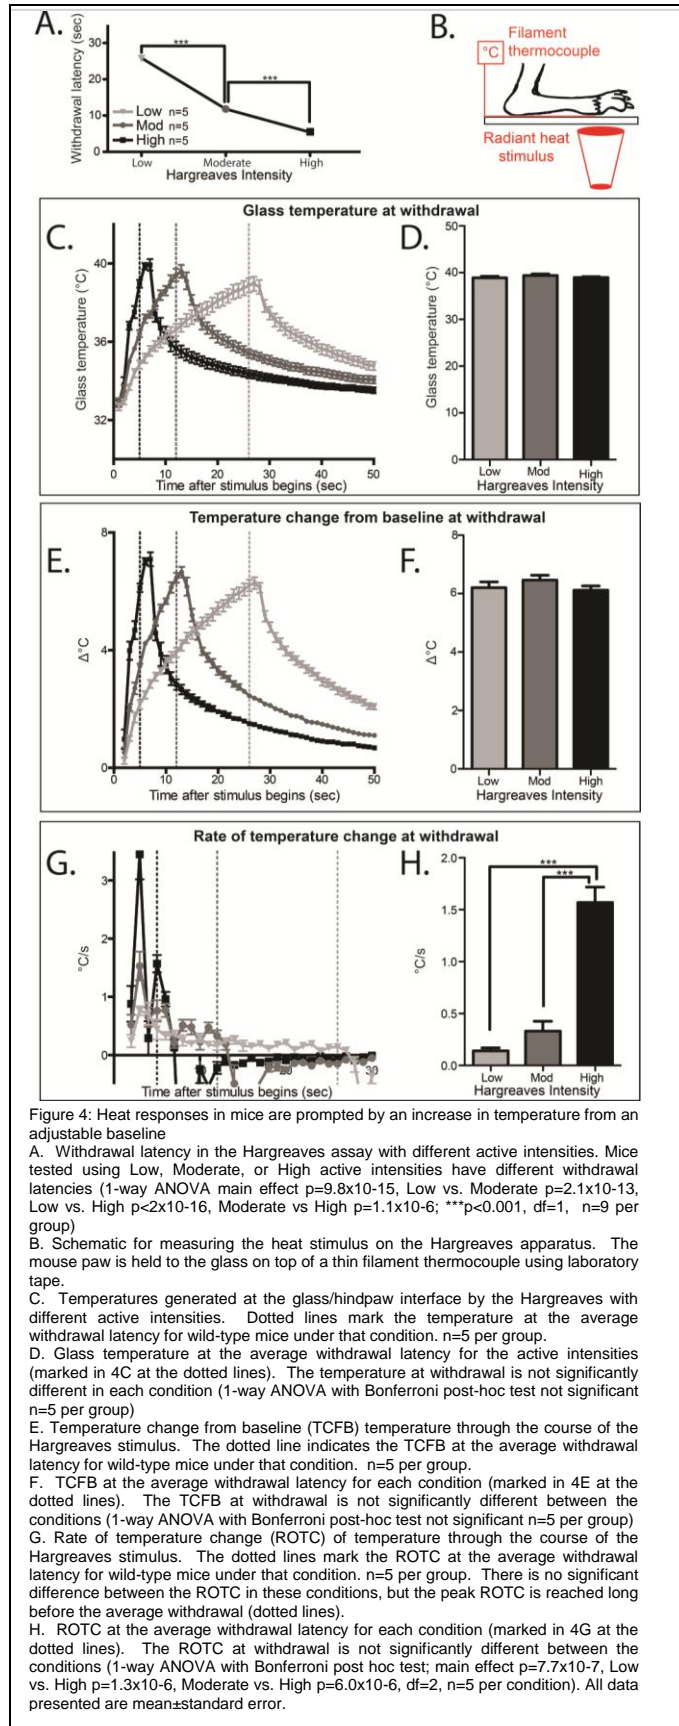 A.
B.
Withdrawal latency (sec)
30
20
10
0
***
***
Low n=5
Mod n=5
High n=5
Low
Moderate
High
Hargreaves Intensity
Filament
thermocouple
°C
Radiant heat
stimulus
Glass temperature at withdrawal
C.
Glass temperature (°C)
40
36
32
0
10
20
30
40
50
Time after stimulus begins (sec)
D.
Glass temperature (°C)
50
40
30
20
10
0
Low
Mod
High
Hargreaves Intensity
Temperature change from baseline at withdrawal
E.
Δ°C
8
4
0
0
10
20
30
40
50
Time after stimulus begins (sec)
F.
Δ°C
8
6
4
2
0
Low
Mod
High
Hargreaves Intensity
Rate of temperature change at withdrawal
G.
°C/s
3
2
1
0
20
30
Time after stimulus begins (sec)
H.
°C/s
2.0
1.5
1.0
0.5
0.0
***
***
Low
Mod
High
Hargreaves Intensity
Figure 4: Heat responses in mice are prompted by an increase in temperature from an
adjustable baseline
A. Withdrawal latency in the Hargreaves assay with different active intensities. Mice
tested using Low, Moderate, or High active intensities have different withdrawal
latencies (1-way ANOVA main effect p=9.8x10-15, Low vs. Moderate p=2.1x10-13,
Low vs. High p<2x10-16, Moderate vs High p=1.1x10-6; ***p<0.001, df=1, n=9 per
group)
B. Schematic for measuring the heat stimulus on the Hargreaves apparatus. The
mouse paw is held to the glass on top of a thin filament thermocouple using laboratory
tape.
C. Temperatures generated at the glass/hindpaw interface by the Hargreaves with
different active intensities. Dotted lines mark the temperature at the average
withdrawal latency for wild-type mice under that condition. n=5 per group.
D. Glass temperature at the average withdrawal latency for the active intensities
(marked in 4C at the dotted lines). The temperature at withdrawal is not significantly
different in each condition (1-way ANOVA with Bonferroni post-hoc test not significant
n=5 per group)
E. Temperature change from baseline (TCFB) temperature through the course of the
Hargreaves stimulus. The dotted line indicates the TCFB at the average withdrawal
latency for wild-type mice under that condition. n=5 per group.
F. TCFB at the average withdrawal latency for each condition (marked in 4E at the
dotted lines). The TCFB at withdrawal is not significantly different between the
conditions (1-way ANOVA with Bonferroni post-hoc test not significant n=5 per group)
G. Rate of temperature change (ROTC) of temperature through the course of the
Hargreaves stimulus. The dotted lines mark the ROTC at the average withdrawal
latency for wild-type mice under that condition. n=5 per group. There is no significant
difference between the ROTC in these conditions, but the peak ROTC is reached long
before the average withdrawal (dotted lines).
H. ROTC at the average withdrawal latency for each condition (marked in 4G at the
dotted lines). The ROTC at withdrawal is not significantly different between the
conditions (1-way ANOVA with Bonferroni post hoc test; main effect p=7.7x10-7, Low
vs. High p=1.3x10-6, Moderate vs. High p=6.0x10-6, df=2, n=5 per condition). All data
presented are mean±standard error.